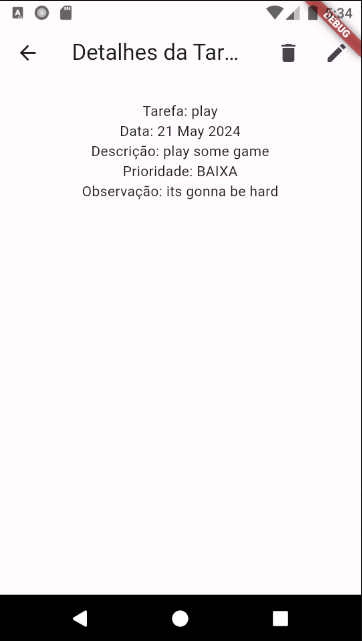 5:34
DEBUG
Detalhes da Tar...
Tarefa: play
Data: 21 May 2024
Descrição: play some game
Prioridade: BAIXA
Observação: its gonna be hard